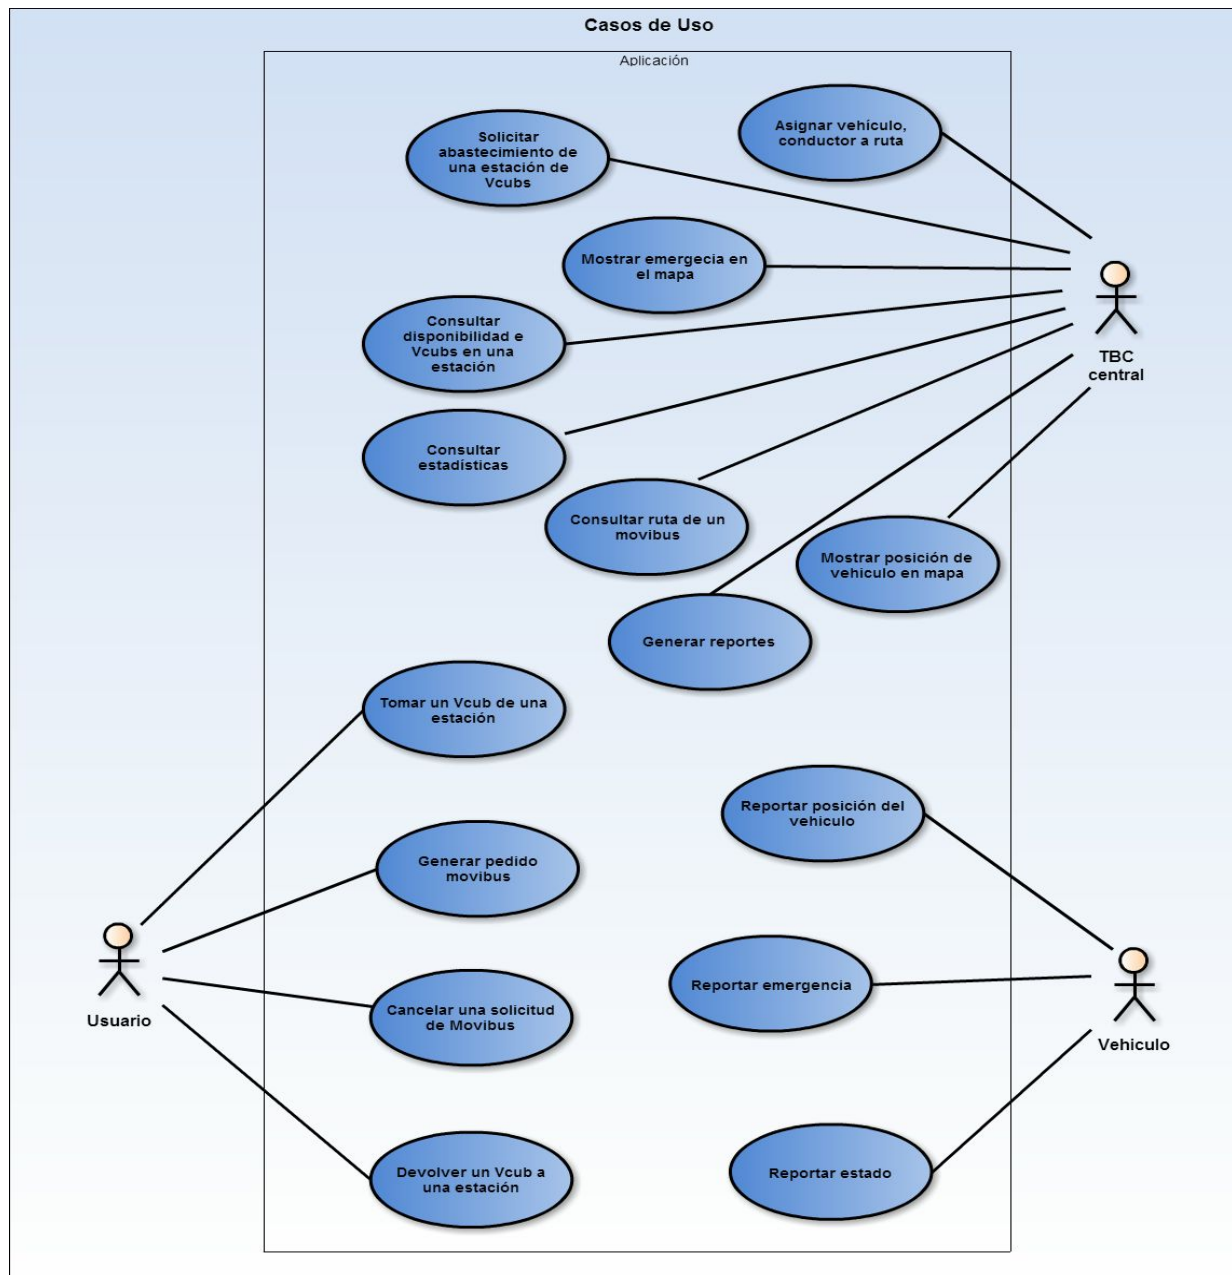 Casos de Uso
Aplicación
Asignar vehículo,
conductor a ruta
Solicitar
abastecimiento de
una estación de
Vcubs
Mostrar emergecia en
el mapa
Consultar
disponibilidad e
Vcubs en una
estación
TBC
central
Consultar
estadísticas
Consultar ruta de un
movibus
Mostrar posición de
vehiculo en mapa
Generar reportes
Tomar un Vcub de una
estación
Reportar posición del
vehiculo
Generar pedido
movibus
Reportar emergencia
Cancelar una solicitud
de Movibus
Usuario
Vehiculo
Devolver un Vcub a
una estación
Reportar estado